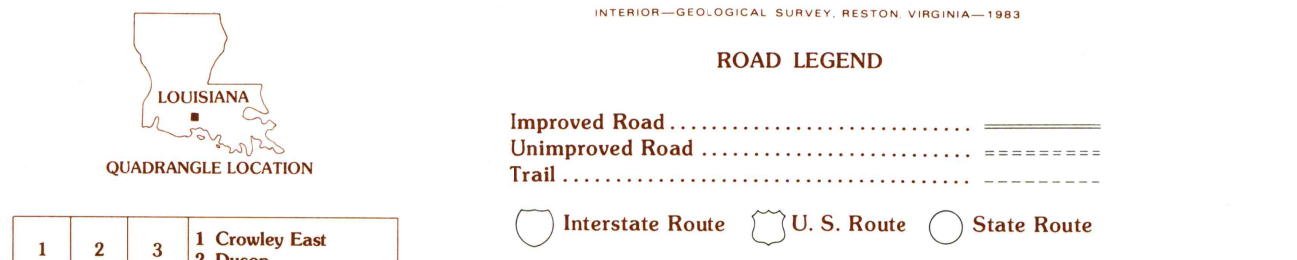 INTERIOR—GEOLOGICAL SURVEY, RESTON, VIRGINIA—1983
ROAD LEGEND
LOUISIANA
QUADRANGLE LOCATION
Improved Road
Unimproved Road
Trail
Interstate Route U. S. Route State Route
1 2 3
1 Crowley East